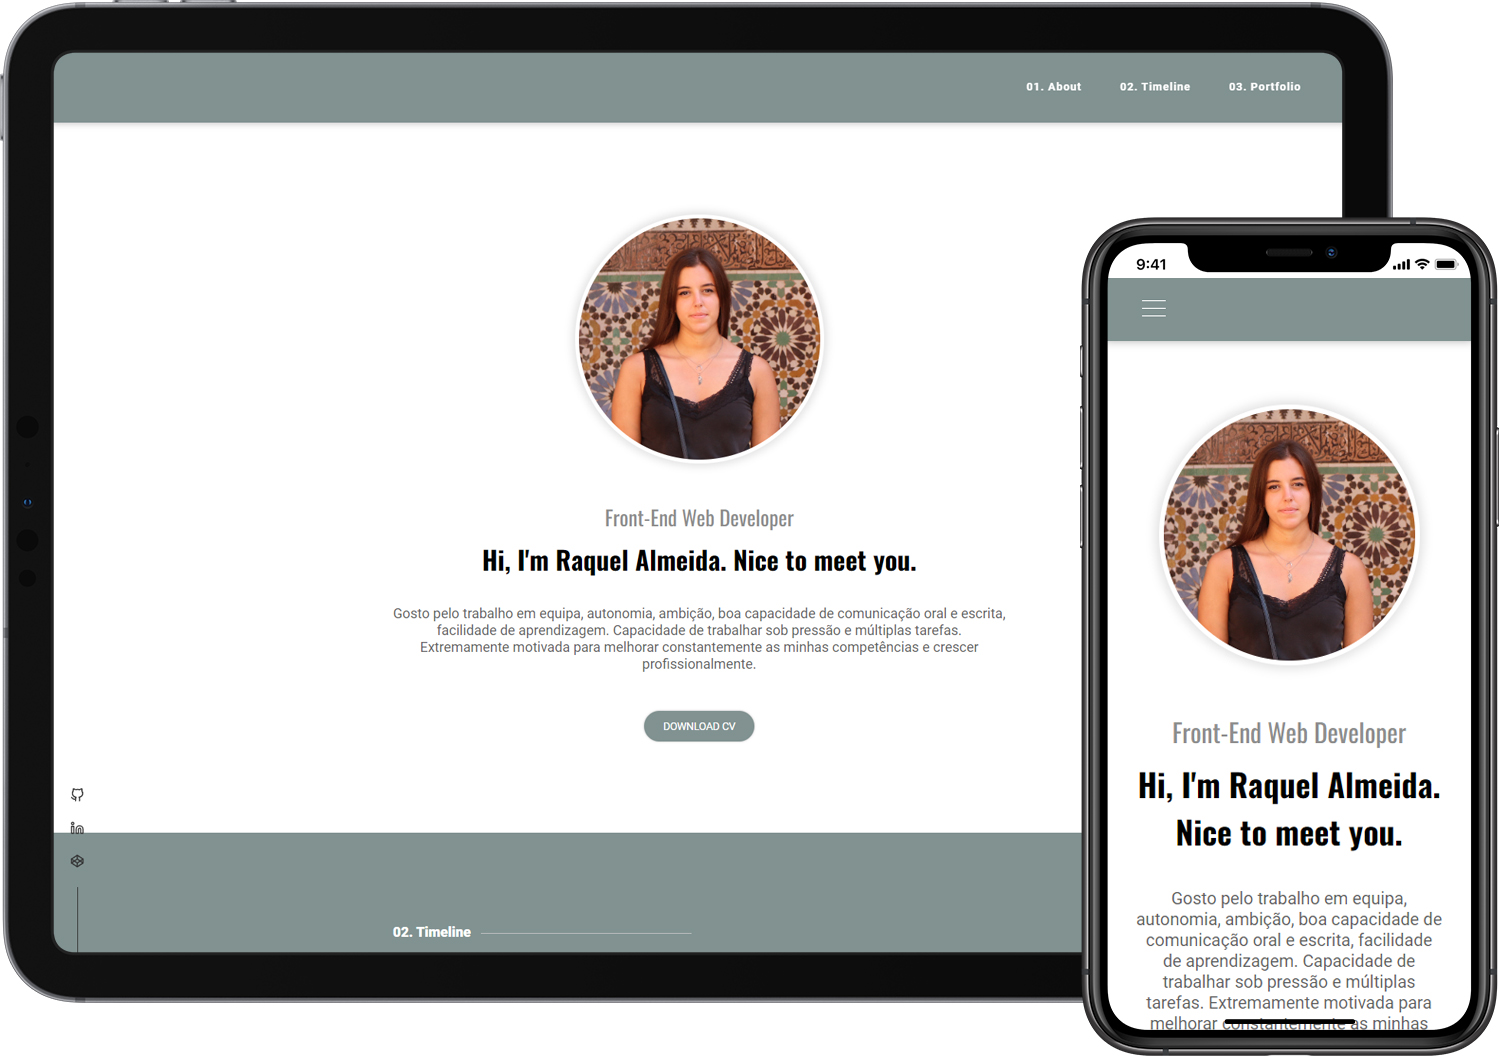 01. About 02. Timeline 03. Portfolio
Front-End Web Developer
Hi, I'm Raquel Almeida. Nice to meet you.
Gosto pelo trabalho em equipa, autonomia, ambição, boa capacidade de comunicação oral e escrita,
facilidade de aprendizagem. Capacidade de trabalhar sob pressão e múltiplas tarefas.
Extremamente motivada para melhorar constantemente as minhas competências e crescer
profissionalmente.
DOWNLOAD CV
in
02. Timeline
9:41
Front-End Web Developer
Hi, I'm Raquel Almeida.
Nice to meet you.
Gosto pelo trabalho em equipa,
autonomia, ambição, boa capacidade de
comunicação oral e escrita, facilidade
de aprendizagem. Capacidade de
trabalhar sob pressão e múltiplas
tarefas. Extremamente motivada para
melhorar constantemente as minhas